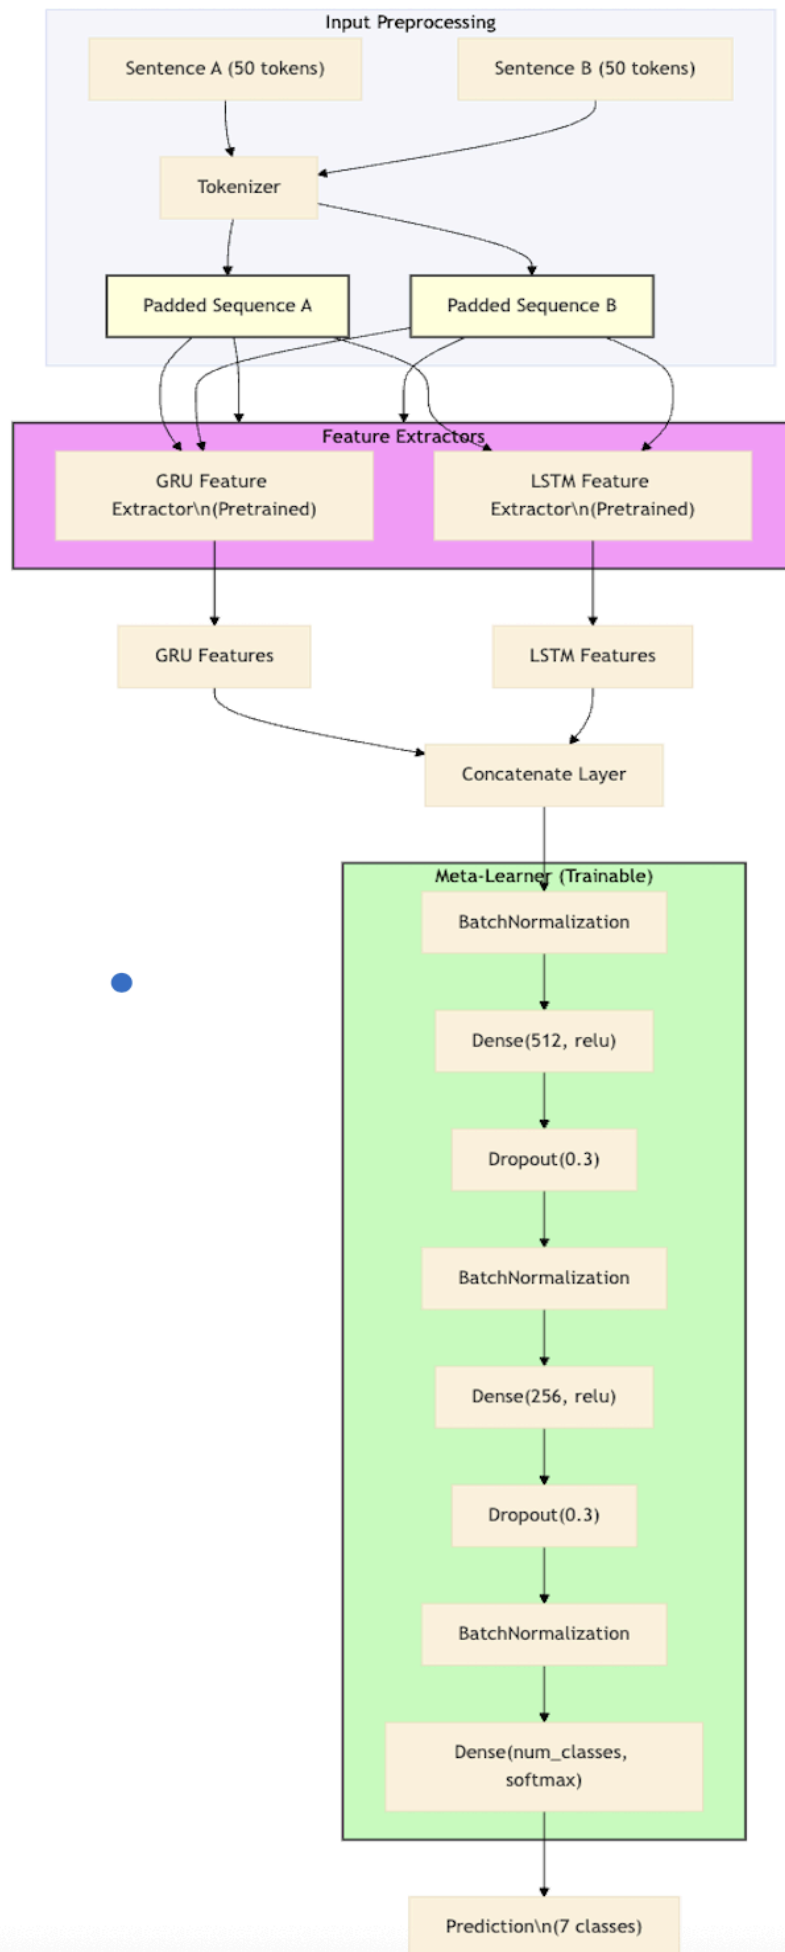 Input Preprocessing
Sentence A (50 tokens)
Sentence B (50 tokens)
Tokenizer
Padded Sequence A
Padded Sequence B
Feature Extractors
GRU Feature
Extractor\n(Pretrained)
LSTM Feature
Extractor\n(Pretrained)
GRU Features
LSTM Features
Concatenate Layer
Meta-Learner (Trainable)
BatchNormalization
Dense(512, relu)
Dropout(0.3)
BatchNormalization
Dense(256, relu)
Dropout(0.3)
BatchNormalization
Dense(num_classes,
softmax)
Prediction\n(7 classes)